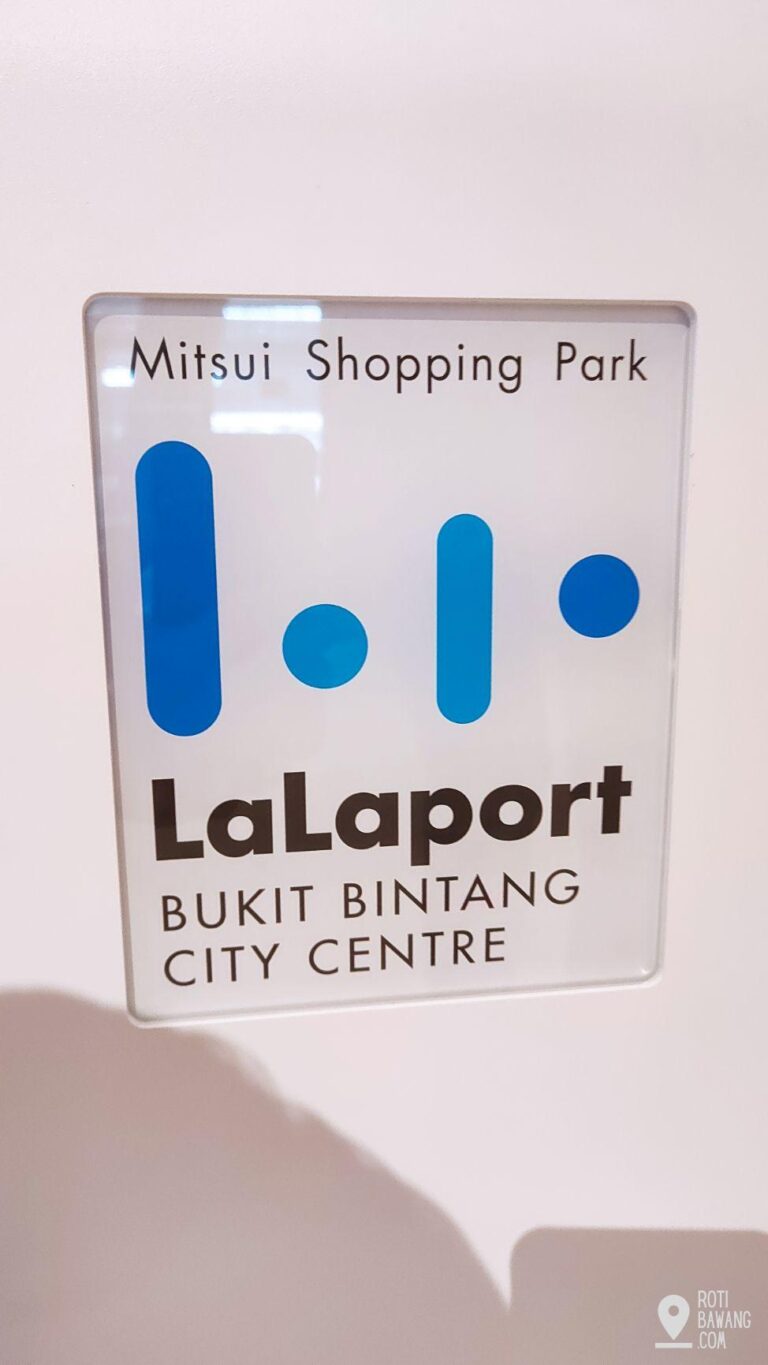 Mitsui Shopping Park
LaLaport
BUKIT BINTANG
CITY CENTRE
ROTI
BAWANG
.COM